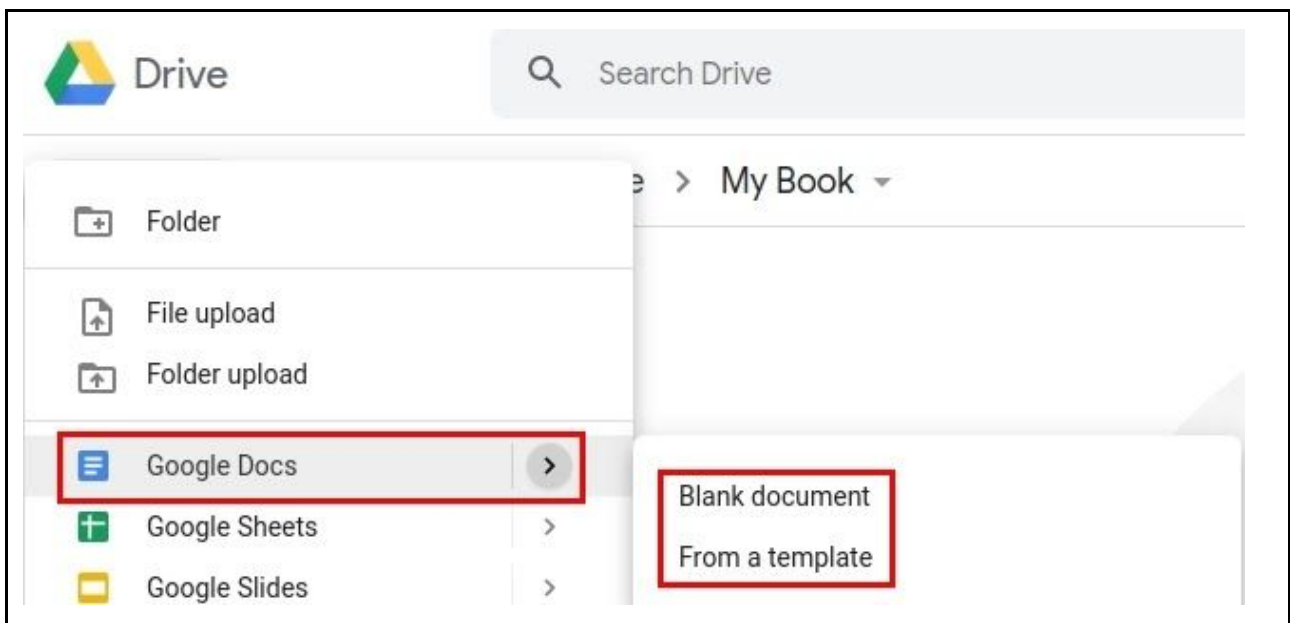 Drive
Search Drive
e > My Book
Folder
File upload
Folder upload
Google Docs >
Blank document
Google Sheets >
From a template
Google Slides >